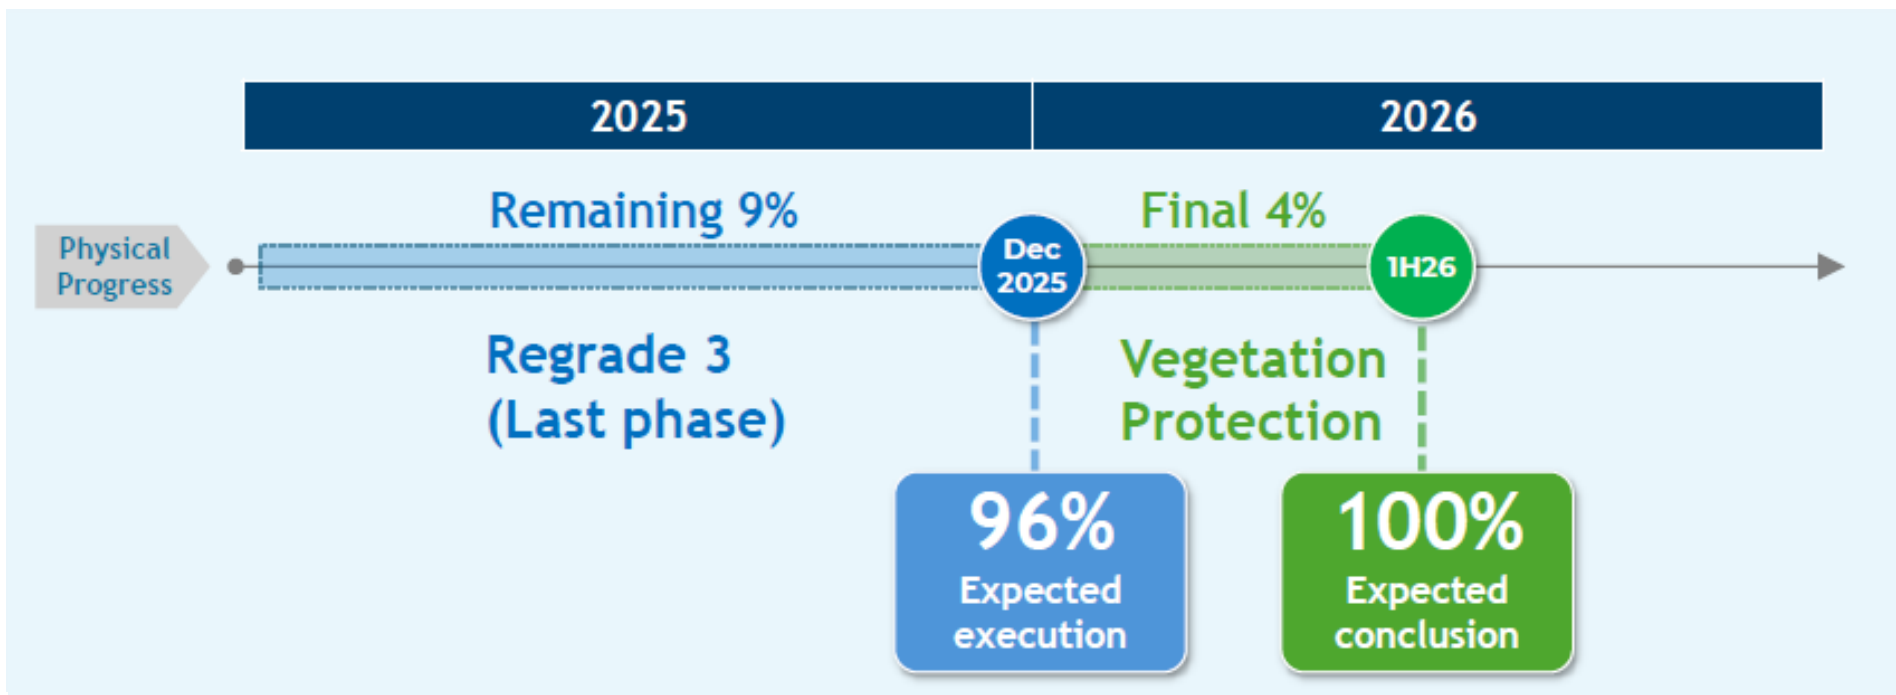 2025
2026
Remaining 9%
Final 4%
Physical
Progress
Dec
2025
1H26
Regrade 3
(Last phase)
Vegetation
Protection
96%
Expected
execution
100%
Expected
conclusion